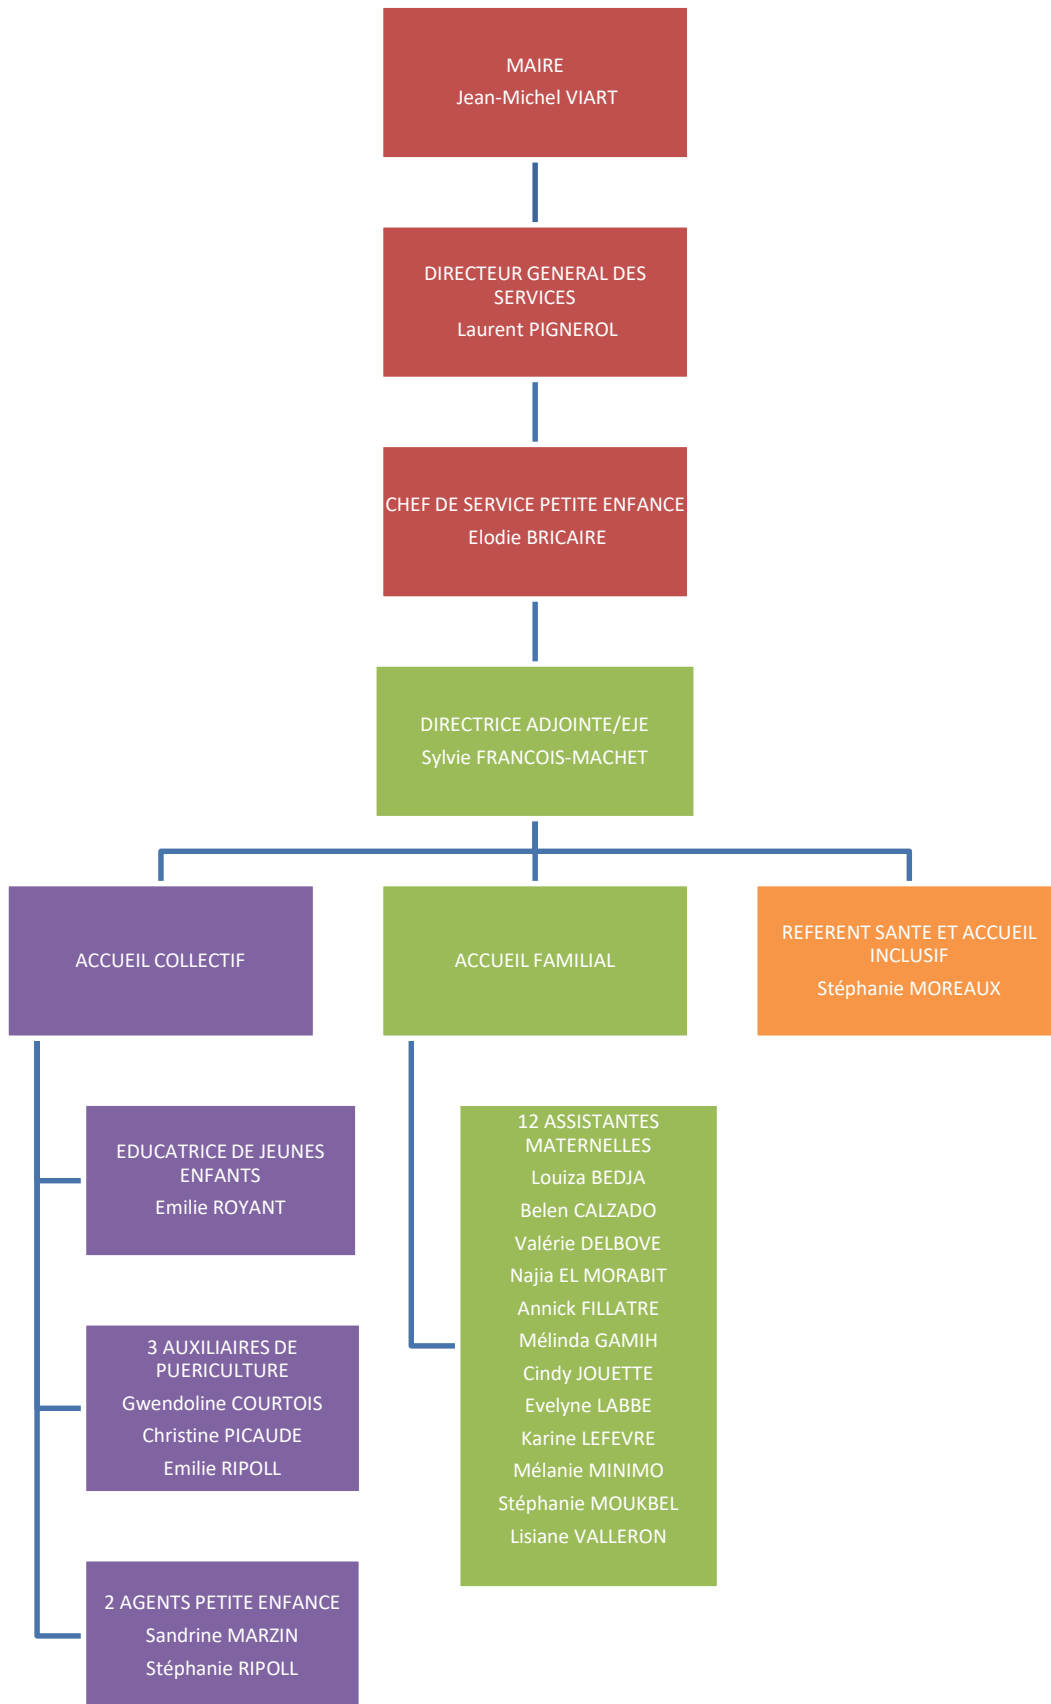 MAIRE
Jean-Michel VIART
DIRECTEUR GENERAL DES
SERVICES
Laurent PIGNEROL
CHEF DE SERVICE PETITE ENFANCE
Elodie BRICAIRE
DIRECTRICE ADJOINTE/EJE
Sylvie FRANCOIS-MACHET
ACCUEIL COLLECTIF
EDUCATRICE DE JEUNES
ENFANTS
Emilie ROYANT
3 AUXILIAIRES DE
PUERICULTURE
Gwendoline COURTOIS
Christine PICAUDE
Emilie RIPOLL
2 AGENTS PETITE ENFANCE
Sandrine MARZIN
Stéphanie RIPOLL
ACCUEIL FAMILIAL
12 ASSISTANTES
MATERNELLES
Louiza BEDJA
Belen CALZADO
Valérie DELBOVE
Najia EL MORABIT
Annick FILLATRE
Mélinda GAMIH
Cindy JOUETTE
Evelyne LABBE
Karine LEFEVRE
Mélanie MINIMO
Stéphanie MOUKBEL
Lisiane VALLERON
REFERENT SANTE ET ACCUEIL
INCLUSIF
Stéphanie MOREAUX